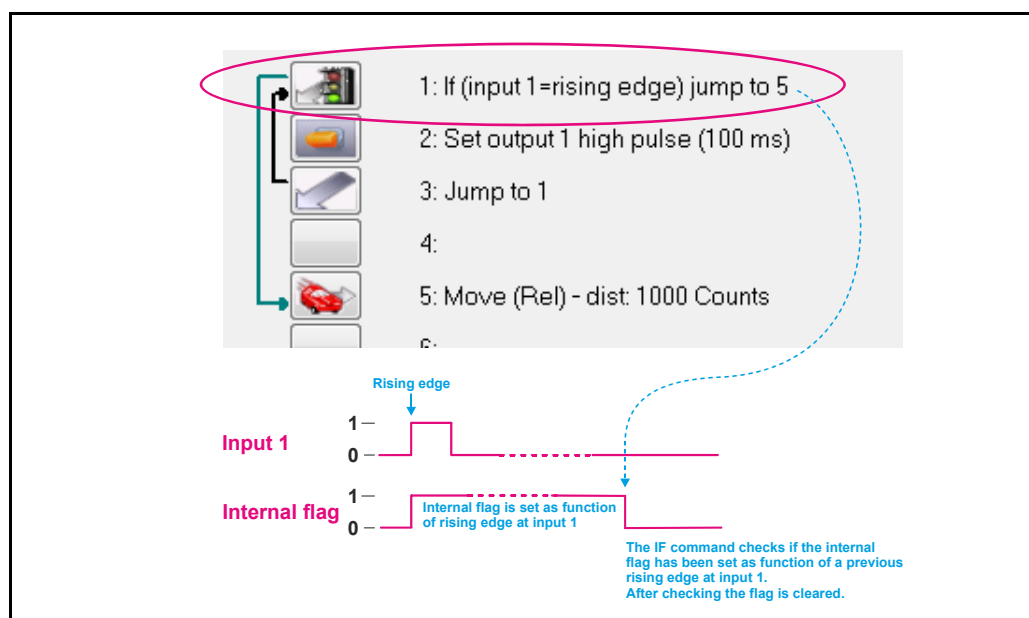 1: If (input 1=rising edge) jump to 5
2: Set output 1 high pulse (100 ms)
3: Jump to 1
4:
5: Move (Rel) - dist: 1000 Counts
6:
Rising edge
Input 1
1
0
Internal flag
1
0
Internal flag is set as function
of rising edge at input 1
The IF command checks if the internal
flag has been set as function of a previous
rising edge at input 1.
After checking the flag is cleared.